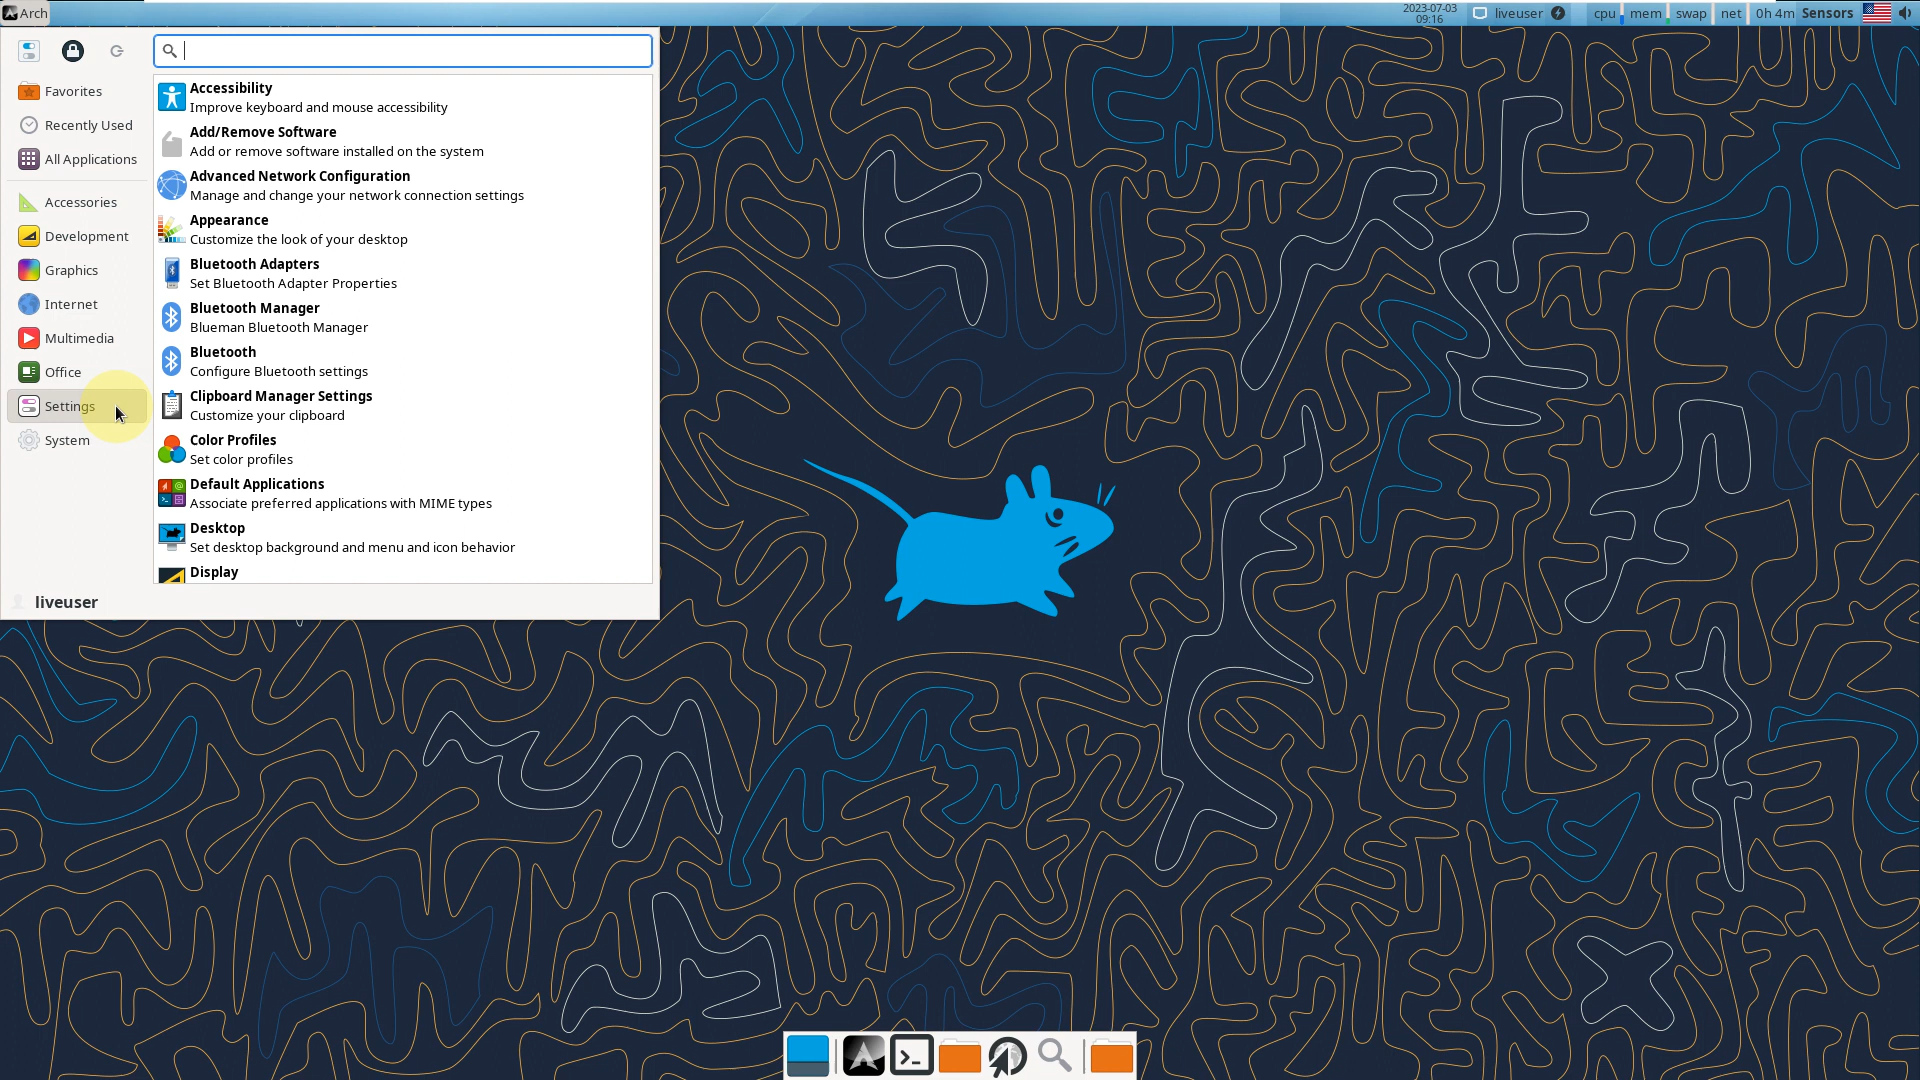 Arch
2023-07-03
09:16
liveuser
cpu
mem
swap
net
0h 4m
Sensors
Favorites
Recently Used
All Applications
Accessories
Development
Graphics
Internet
Multimedia
Office
Settings
System
Accessibility
Improve keyboard and mouse accessibility
Add/Remove Software
Add or remove software installed on the system
Advanced Network Configuration
Manage and change your network connection settings
Appearance
Customize the look of your desktop
Bluetooth Adapters
Set Bluetooth Adapter Properties
Bluetooth Manager
Blueman Bluetooth Manager
Bluetooth
Configure Bluetooth settings
Clipboard Manager Settings
Customize your clipboard
Color Profiles
Set color profiles
Default Applications
Associate preferred applications with MIME types
Desktop
Set desktop background and menu and icon behavior
Display
liveuser